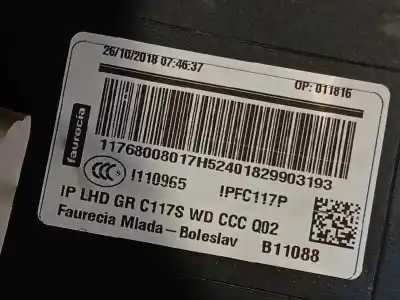 26/10/2018 07:46:37
OP: 011816
faurecia
11768008017H52401829903193
CCC S
!110965
!PFC117P
IP LHD GR C117S WD CCC Q02
Faurecia Mlada-Boleslav
B11088